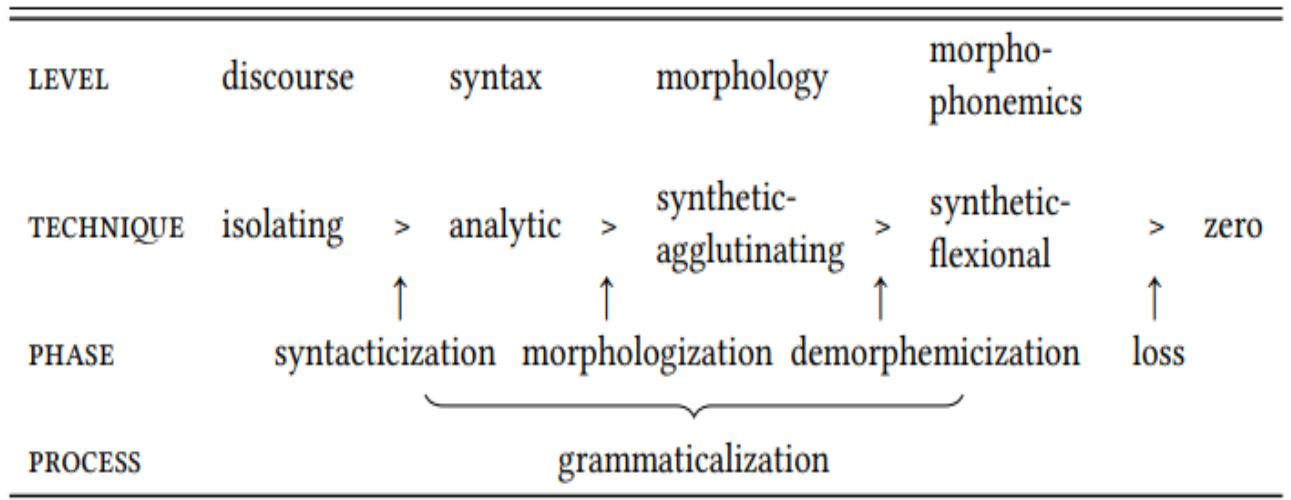 LEVEL discourse syntax morphology morpho-
phonemics
TECHNIQUE isolating > analytic > synthetic-
agglutinating > synthetic-
flexional > zero
↑ ↑ ↑ ↑
PHASE syntacticization morphologization demorphemicization loss
PROCESS grammaticalization